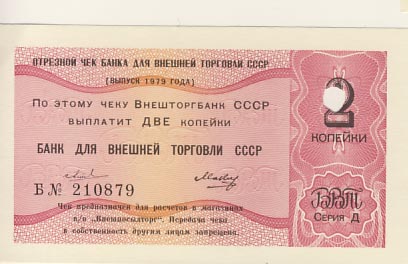 ОТРЕЗНОЙ ЧЕК БАНКА ДЛЯ ВНЕШНЕЙ ТОРГОВЛИ СССР
(ВЫПУСК 1979 ГОДА)
По этому чеку Внешторгбанк СССР
выплатит ДВЕ копейки
БАНК ДЛЯ ВНЕШНЕЙ ТОРГОВЛИ СССР
Б № 210879
Чек предназначен для расчетов в магазинах
в/о „Внешпосылторг". Передача чека
в собственность другим лицам запрещена.
2
КОПЕЙКИ
ВВТ
Серия Д